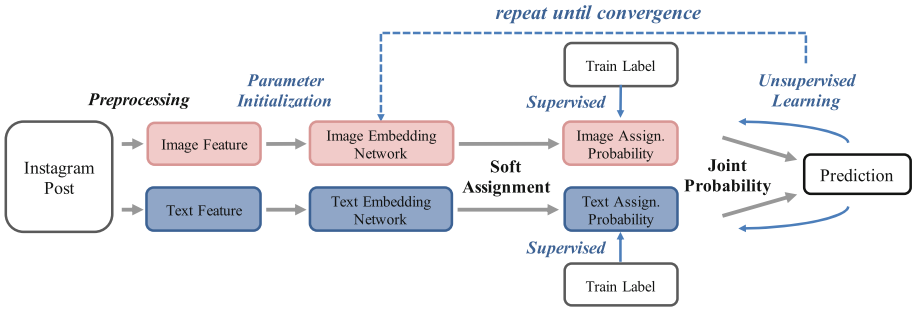 repeat until convergence
Train Label
Parameter
Initialization
Unsupervised
Learning
Preprocessing
Supervised
Instagram
Post
Image Feature
Image Embedding
Network
Image Assign.
Probability
Soft
Assignment
Joint
Probability
Prediction
Text Feature
Text Embedding
Network
Text Assign.
Probability
Supervised
Train Label